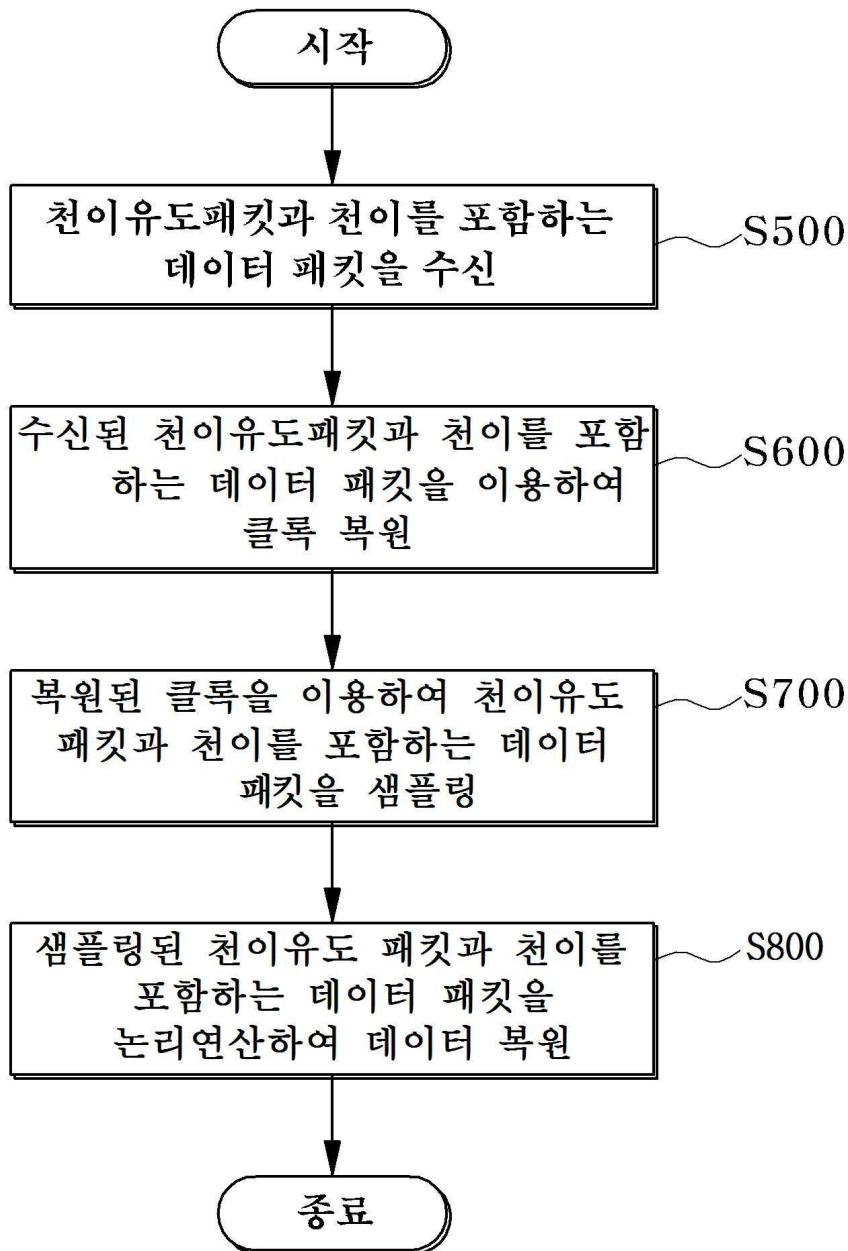 시작
천이유도패킷과 천이를 포함하는
데이터 패킷을 수신
S500
수신된 천이유도패킷과 천이를 포함
하는 데이터 패킷을 이용하여
클록 복원
S600
복원된 클록을 이용하여 천이유도
패킷과 천이를 포함하는 데이터
패킷을 샘플링
S700
샘플링된 천이유도 패킷과 천이를
포함하는 데이터 패킷을
논리연산하여 데이터 복원
S800
종료